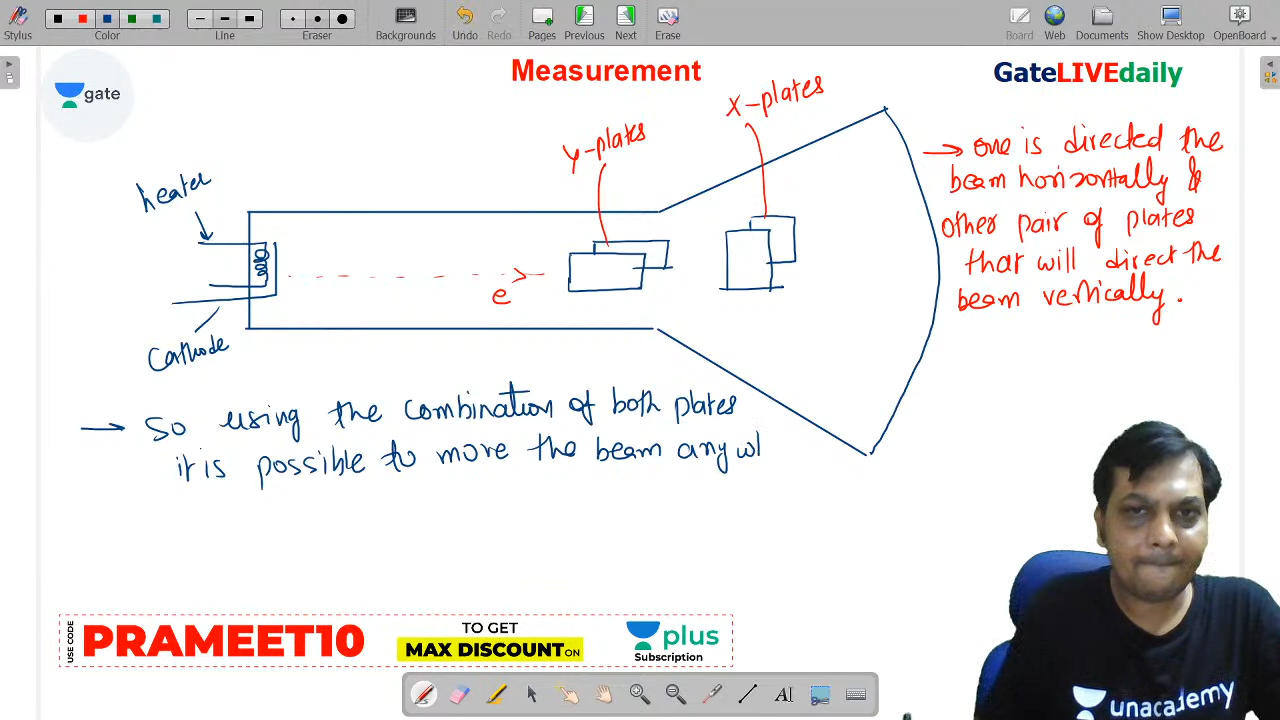 Stylus
Color
Line
Eraser
Backgrounds
Undo
Redo
Pages
Previous
Next
Erase
Board
Web
Documents
Show Desktop
OpenBoard
gate
Measurement
GateLIVEdaily
Y-plates
X-plates
heater
Cathode
e
→ one is directed the
beam horizontally &
other pair of plates
that will direct the
beam vertically.
→ So using the combination of both plates
it is possible to more the beam any wl
USE CODE
PRAMEET10
TO GET
MAX DISCOUNT ON
plus
Subscription
AI
unacademy